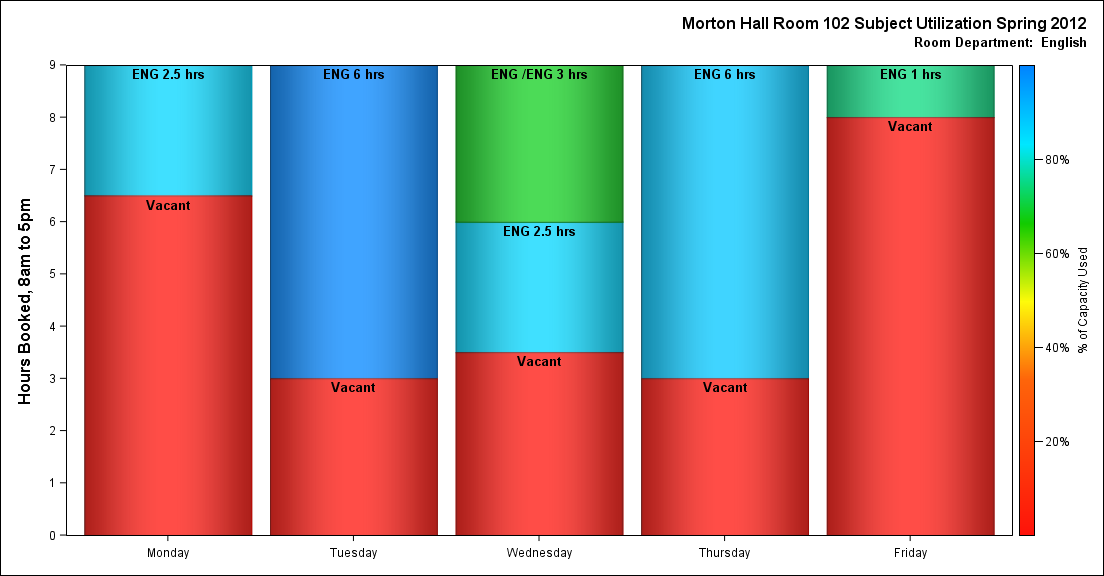 Morton Hall Room 102 Subject Utilization Spring 2012
Room Department:  English
Hours Booked, 8am to 5pm
9
8
7
6
5
4
3
2
1
0
ENG 2.5 hrs
Vacant
ENG 6 hrs
Vacant
ENG /ENG 3 hrs
ENG 2.5 hrs
Vacant
ENG 6 hrs
Vacant
ENG 1 hrs
Vacant
Monday
Tuesday
Wednesday
Thursday
Friday
80%
60%
40%
20%
% of Capacity Used